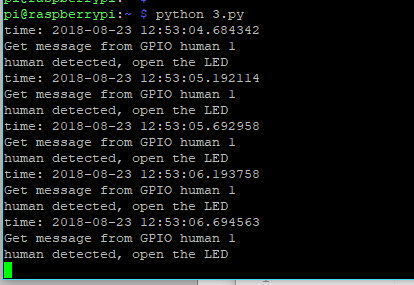 pi@raspberrypi:~ $
pi@raspberrypi:~ $ python 3.py
time: 2018-08-23 12:53:04.684342
Get message from GPIO human 1
human detected, open the LED
time: 2018-08-23 12:53:05.192114
Get message from GPIO human 1
human detected, open the LED
time: 2018-08-23 12:53:05.692958
Get message from GPIO human 1
human detected, open the LED
time: 2018-08-23 12:53:06.193758
Get message from GPIO human 1
human detected, open the LED
time: 2018-08-23 12:53:06.694563
Get message from GPIO human 1
human detected, open the LED